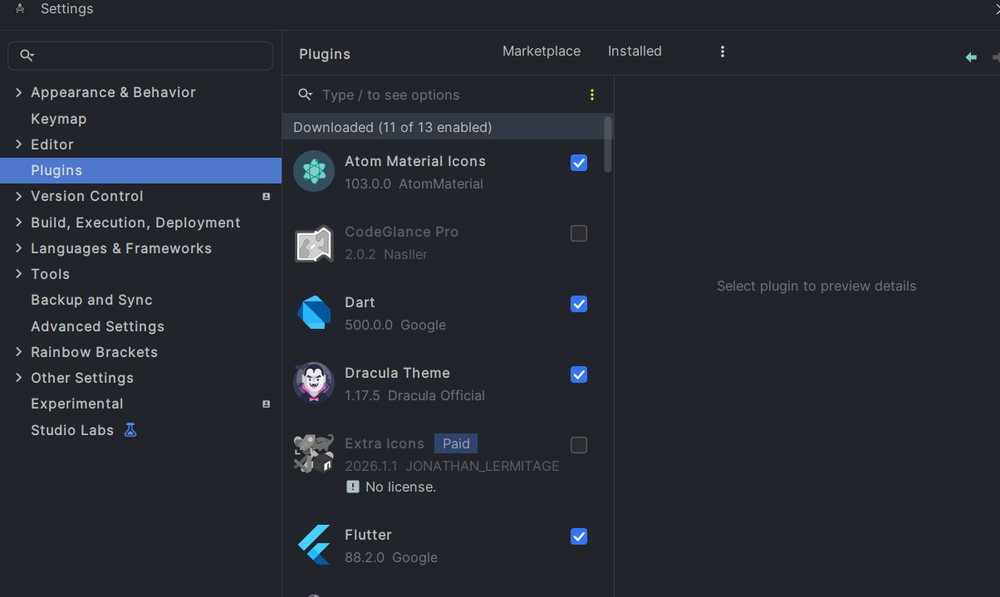 Settings
Appearance & Behavior
Keymap
Editor
Plugins
Version Control
Build, Execution, Deployment
Languages & Frameworks
Tools
Backup and Sync
Advanced Settings
Rainbow Brackets
Other Settings
Experimental
Studio Labs
Plugins Marketplace Installed
Type / to see options
Downloaded (11 of 13 enabled)
Atom Material Icons
103.0.0 AtomMaterial
CodeGlance Pro
2.0.2 Nasller
Dart
500.0.0 Google
Dracula Theme
1.17.5 Dracula Official
Extra Icons Paid
2026.1.1 JONATHAN_LERMITAGE
No license.
Flutter
88.2.0 Google
Select plugin to preview details